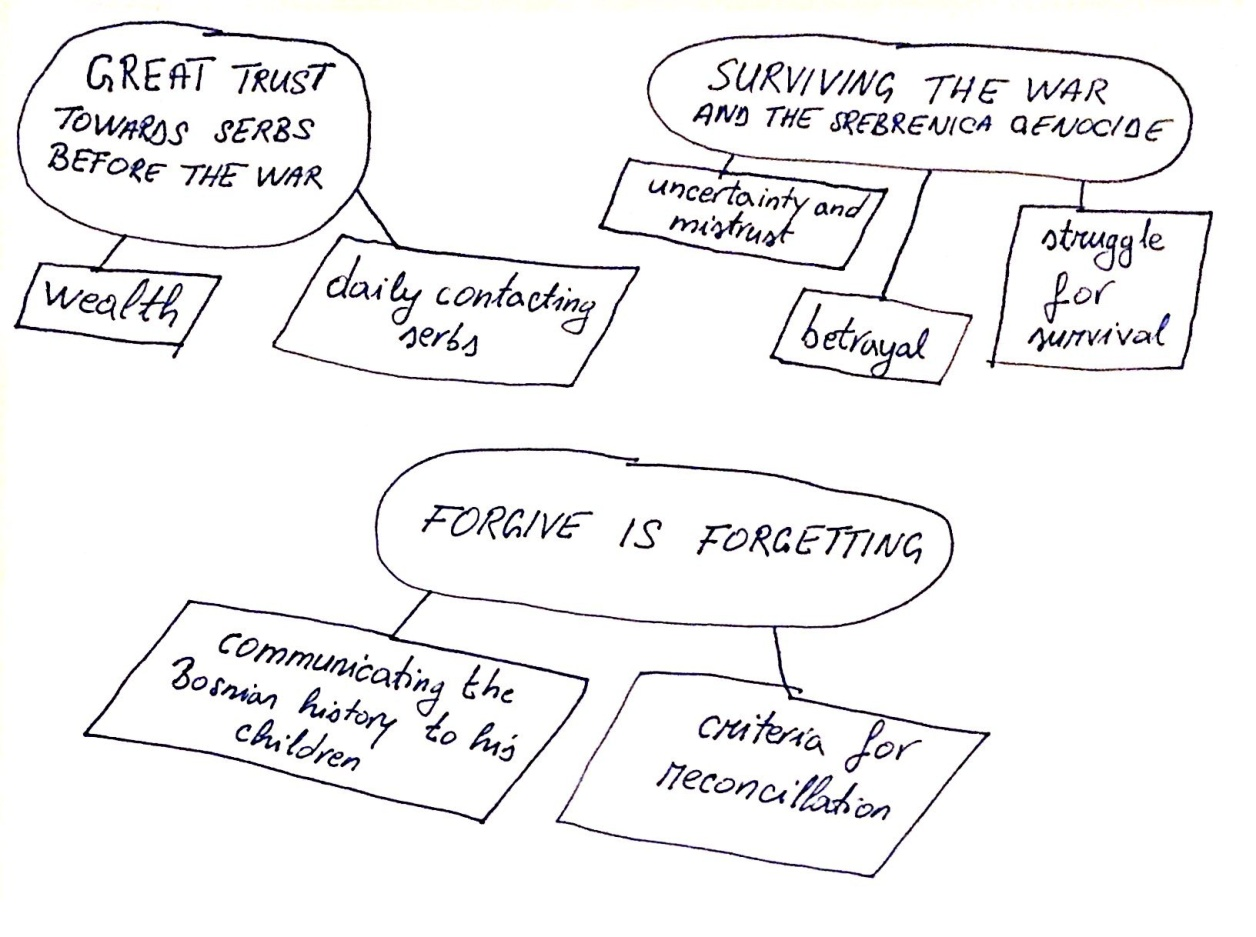 GREAT TRUST
TOWARDS SERBS
BEFORE THE WAR
wealth
daily contacting
serbs
SURVIVING THE WAR
AND THE SREBRENICA GENOCIDE
uncertainty and
mistrust
betrayal
struggle
for
survival
FORGIVE IS FORGETTING
communicating the
Bosnian history to his
children
criteria for
reconcillation